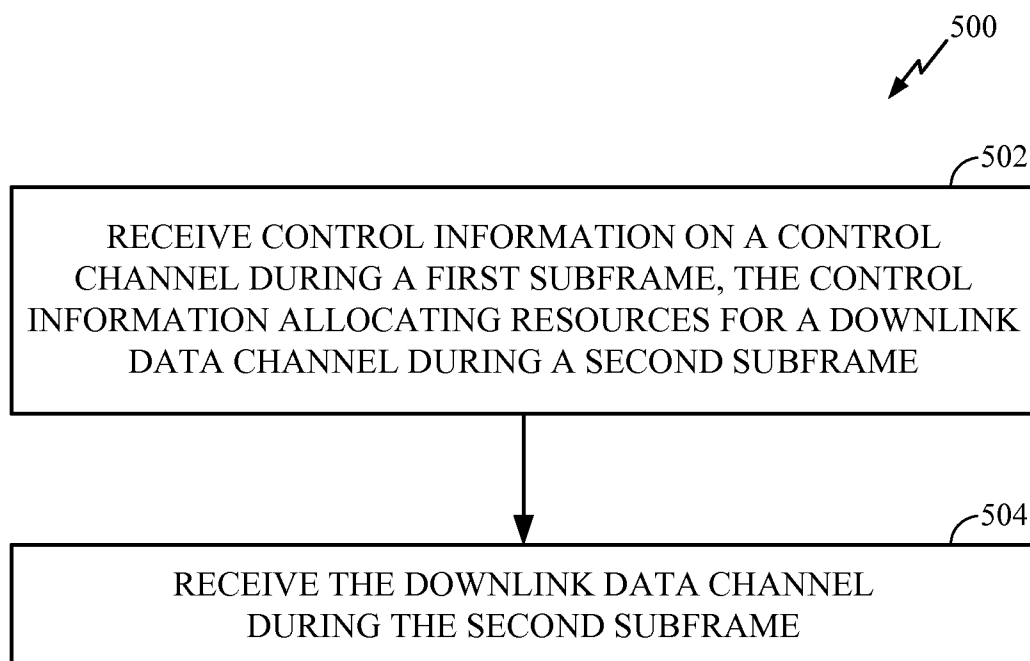 500
502
RECEIVE CONTROL INFORMATION ON A CONTROL
CHANNEL DURING A FIRST SUBFRAME, THE CONTROL
INFORMATION ALLOCATING RESOURCES FOR A DOWNLINK
DATA CHANNEL DURING A SECOND SUBFRAME
504
RECEIVE THE DOWNLINK DATA CHANNEL
DURING THE SECOND SUBFRAME